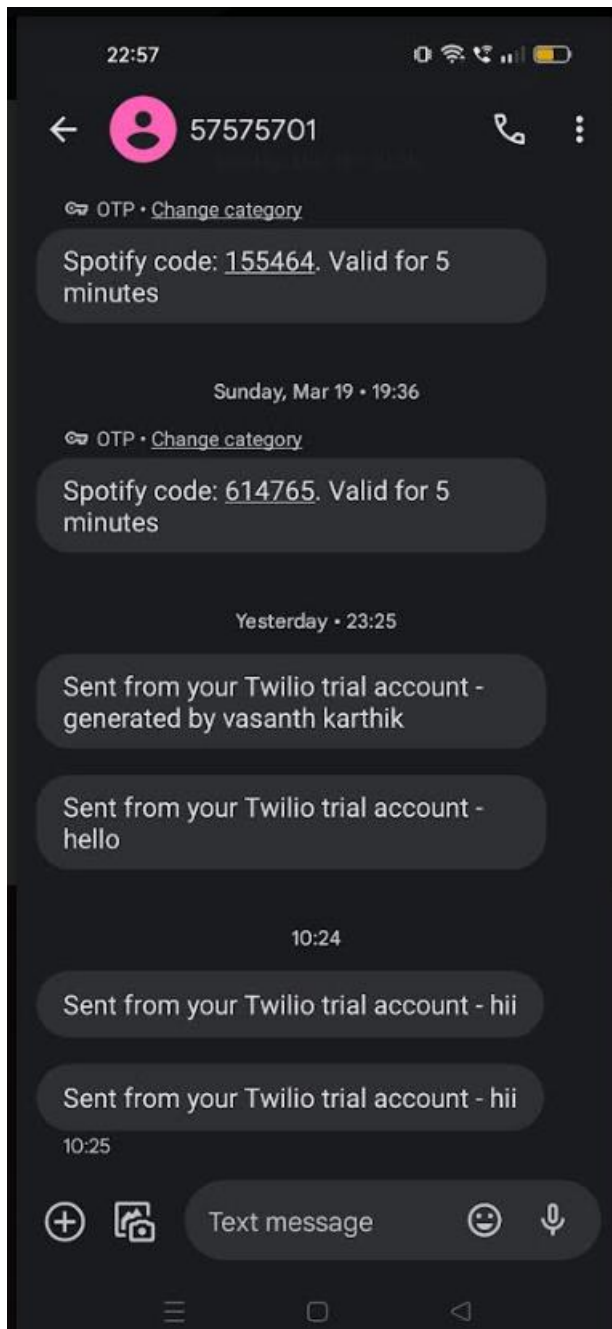 22:57
57575701
OTP • Change category
Spotify code: 155464. Valid for 5
minutes
Sunday, Mar 19 • 19:36
OTP • Change category
Spotify code: 614765. Valid for 5
minutes
Yesterday • 23:25
Sent from your Twilio trial account -
generated by vasanth karthik
Sent from your Twilio trial account -
hello
10:24
Sent from your Twilio trial account - hii
Sent from your Twilio trial account - hii
10:25
Text message